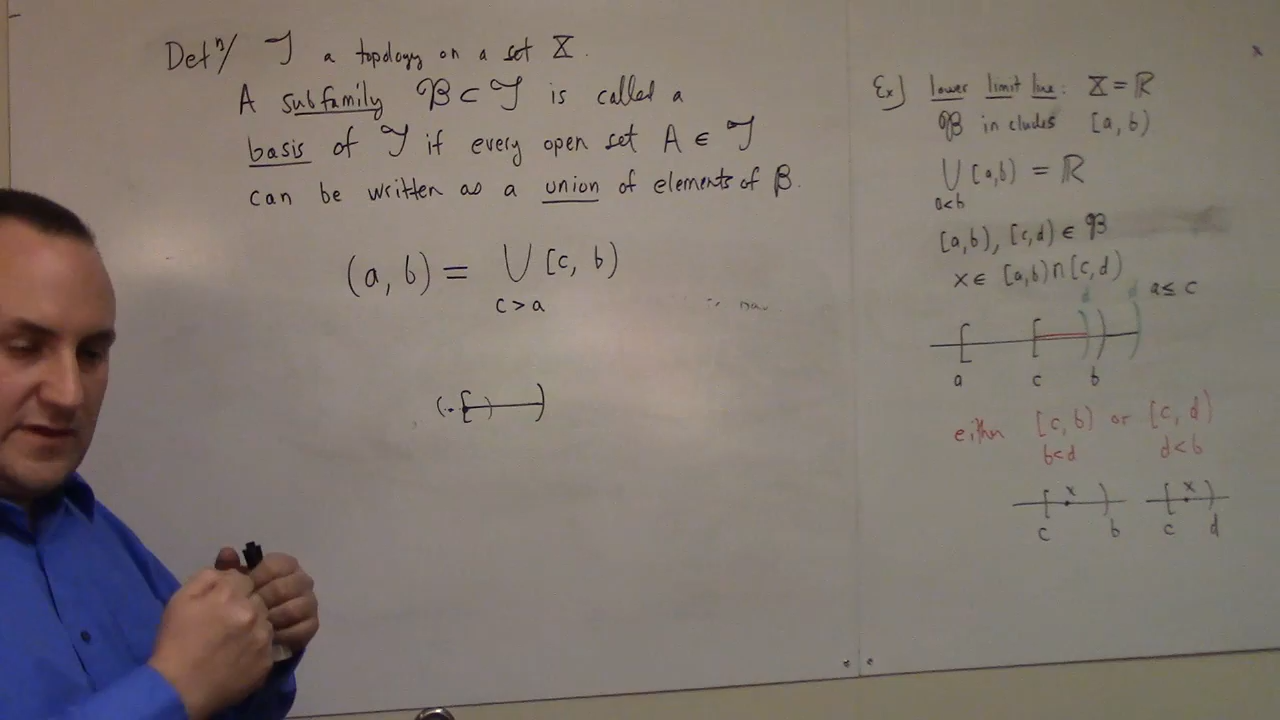 Defⁿ/ 𝒯 a topology on a set X.
A subfamily ℬ ⊂ 𝒯 is called a
basis of 𝒯 if every open set A ∈ 𝒯
can be written as a union of elements of β.
(a, b) = ⋃ [c, b)
c > a
( [ ) )
Ex] lower limit line: X = ℝ
ℬ includes [a, b)
⋃ [a,b) = ℝ
a<b
[a,b), [c,d) ∈ ℬ
x ∈ [a,b) ∩ [c,d)
d d a ≤ c
[ [ ) ) )
a c b
either [c, b) or [c, d)
b<d d<b
[ x ) [ x )
c b c d